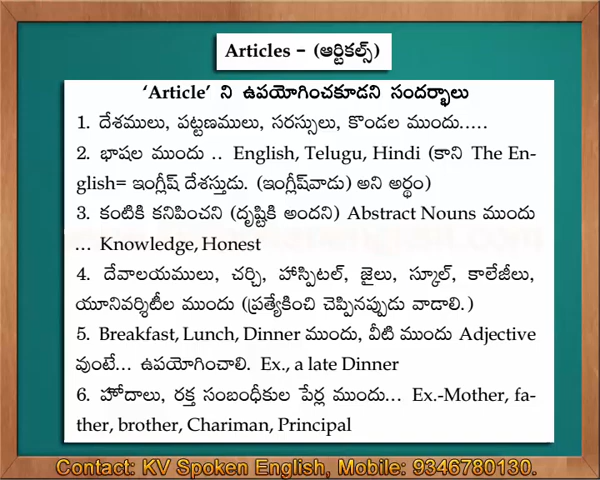 Articles – (ఆర్టికల్స్)
‘Article’ ని ఉపయోగించకూడని సందర్భాలు
1. దేశములు, పట్టణములు, సరస్సులు, కొండల ముందు.....
2. భాషల ముందు .. English, Telugu, Hindi (కాని The En-
glish= ఇంగ్లీష్ దేశస్తుడు. (ఇంగ్లీష్‌వాడు) అని అర్థం)
3. కంటికి కనిపించని (దృష్టికి అందని) Abstract Nouns ముందు
... Knowledge, Honest
4. దేవాలయములు, చర్చి, హాస్పిటల్, జైలు, స్కూల్, కాలేజీలు,
యూనివర్శిటీల ముందు (ప్రత్యేకించి చెప్పినప్పుడు వాడాలి.)
5. Breakfast, Lunch, Dinner ముందు, వీటి ముందు Adjective
వుంటే... ఉపయోగించాలి. Ex., a late Dinner
6. హోదాలు, రక్త సంబంధీకుల పేర్ల ముందు... Ex.-Mother, fa-
ther, brother, Chariman, Principal
Contact: KV Spoken English, Mobile: 9346780130.